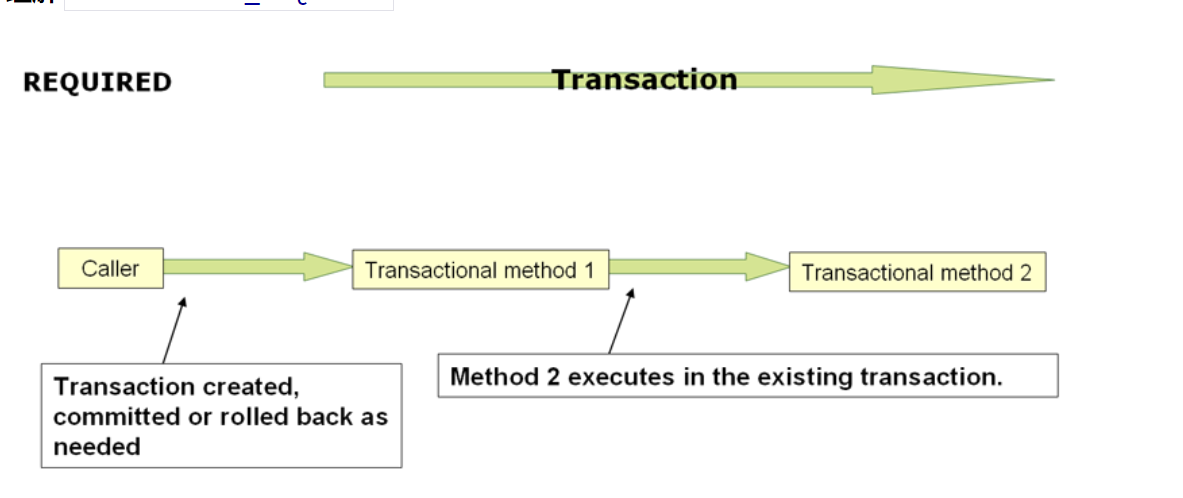 REQUIRED
Transaction
Caller
Transactional method 1
Transactional method 2
Transaction created,
committed or rolled back as
needed
Method 2 executes in the existing transaction.